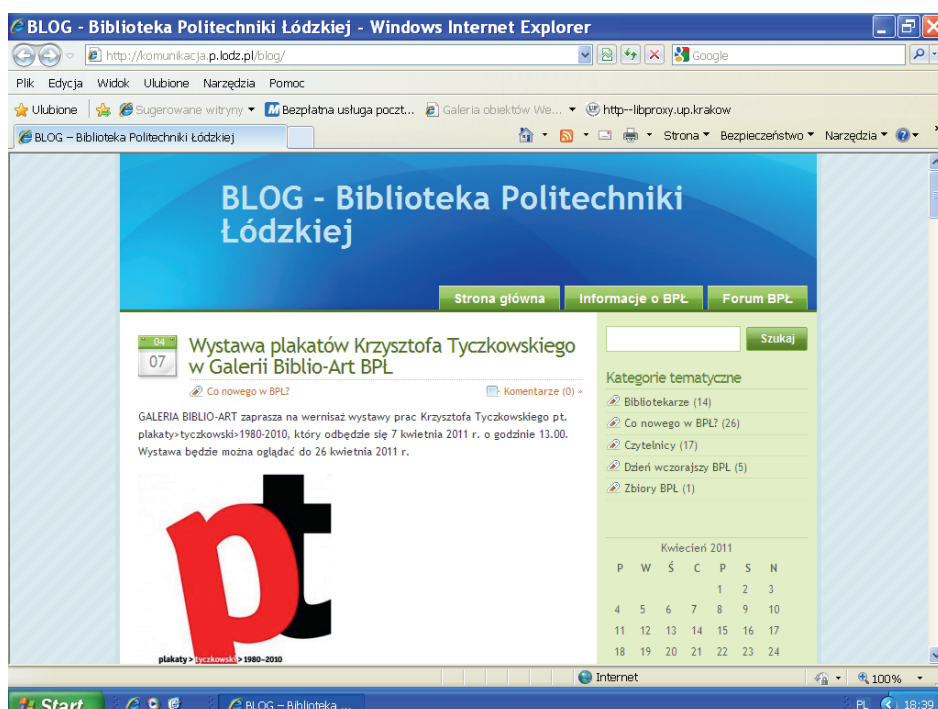 BLOG - Biblioteka Politechniki Łódzkiej - Windows Internet Explorer
http://komunikacja.p.lodz.pl/blog/
Google
Plik Edycja Widok Ulubione Narzędzia Pomoc
Ulubione Sugerowane witryny Bezpłatna usługa poczt... Galeria obiektów We... http--libproxy.up.krakow
BLOG – Biblioteka Politechniki Łódzkiej
Strona Bezpieczeństwo Narzędzia
BLOG – Biblioteka Politechniki
Łódzkiej
Strona główna Informacje o BPŁ Forum BPŁ
04
07
Wystawa plakatów Krzysztofa Tyczkowskiego
w Galerii Biblio-Art BPŁ
Co nowego w BPŁ? Komentarze (0) »
GALERIA BIBLIO-ART zaprasza na wernisaż wystawy prac Krzysztofa Tyczkowskiego pt.
plakaty>tyczkowski>1980-2010, który odbędzie się 7 kwietnia 2011 r. o godzinie 13.00.
Wystawa będzie można oglądać do 26 kwietnia 2011 r.
pt
plakaty > tyczkowski > 1980–2010
Szukaj
Kategorie tematyczne
Bibliotekarze (14)
Co nowego w BPŁ? (26)
Czytelnicy (17)
Dzień wczorajszy BPŁ (5)
Zbiory BPŁ (1)
Kwiecień 2011
P W Ś C P S N
1 2 3
4 5 6 7 8 9 10
11 12 13 14 15 16 17
18 19 20 21 22 23 24
Internet 100%
Start BLOG – Biblioteka ... PL 18:39